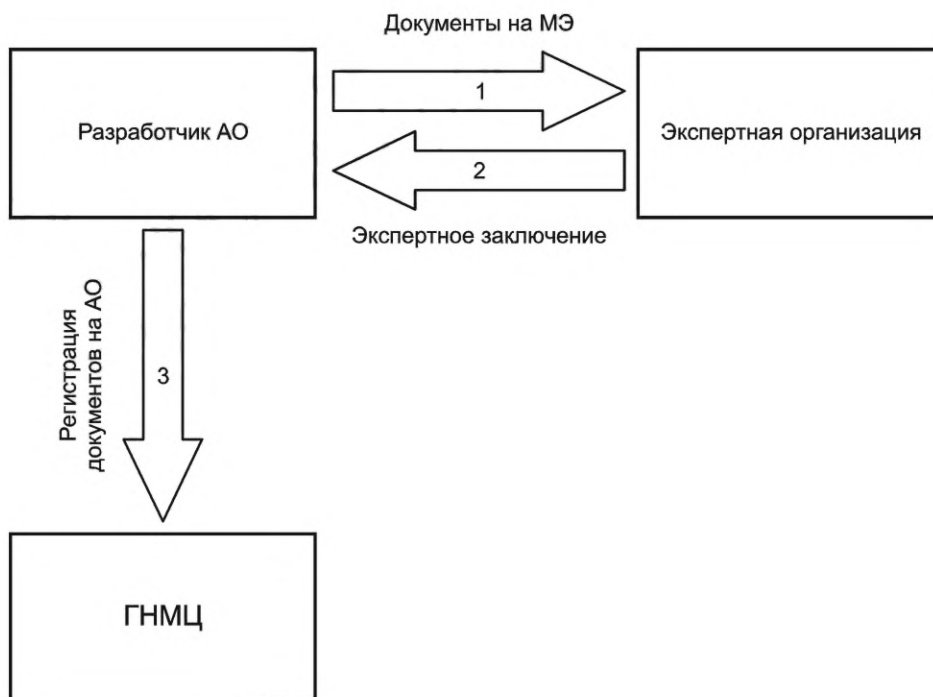 Документы на МЭ
Разработчик АО
1
Экспертная организация
2
Экспертное заключение
Регистрация
документов на АО
3
ГНМЦ